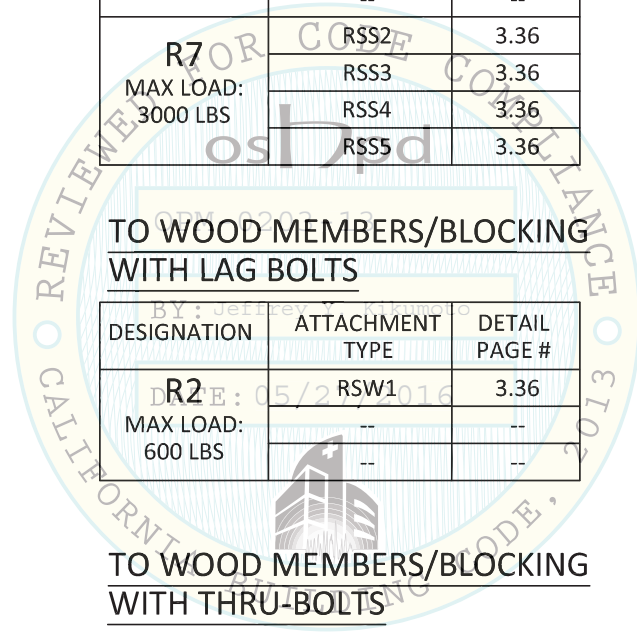 -- --
R7
MAX LOAD:
3000 LBS
RSS2 3.36
RSS3 3.36
RSS4 3.36
RSS5 3.36
TO WOOD MEMBERS/BLOCKING
WITH LAG BOLTS
DESIGNATION
ATTACHMENT
TYPE
DETAIL
PAGE #
R2
MAX LOAD:
600 LBS
RSW1 3.36
-- --
-- --
TO WOOD MEMBERS/BLOCKING
WITH THRU-BOLTS
REVIEWED FOR CODE COMPLIANCE
oshpd
OPM-0203-13
BY: Jeffrey Y. Kikumoto
DATE: 05/27/2016
CALIFORNIA BUILDING CODE, 2013